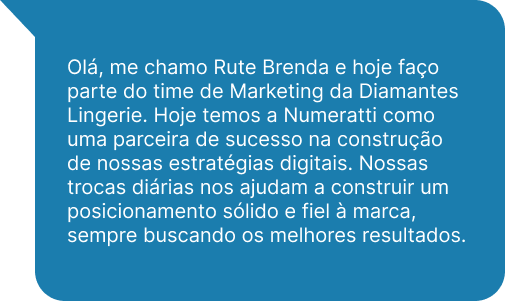 Olá, me chamo Rute Brenda e hoje faço
parte do time de Marketing da Diamantes
Lingerie. Hoje temos a Numeratti como
uma parceira de sucesso na construção
de nossas estratégias digitais. Nossas
trocas diárias nos ajudam a construir um
posicionamento sólido e fiel à marca,
sempre buscando os melhores resultados.